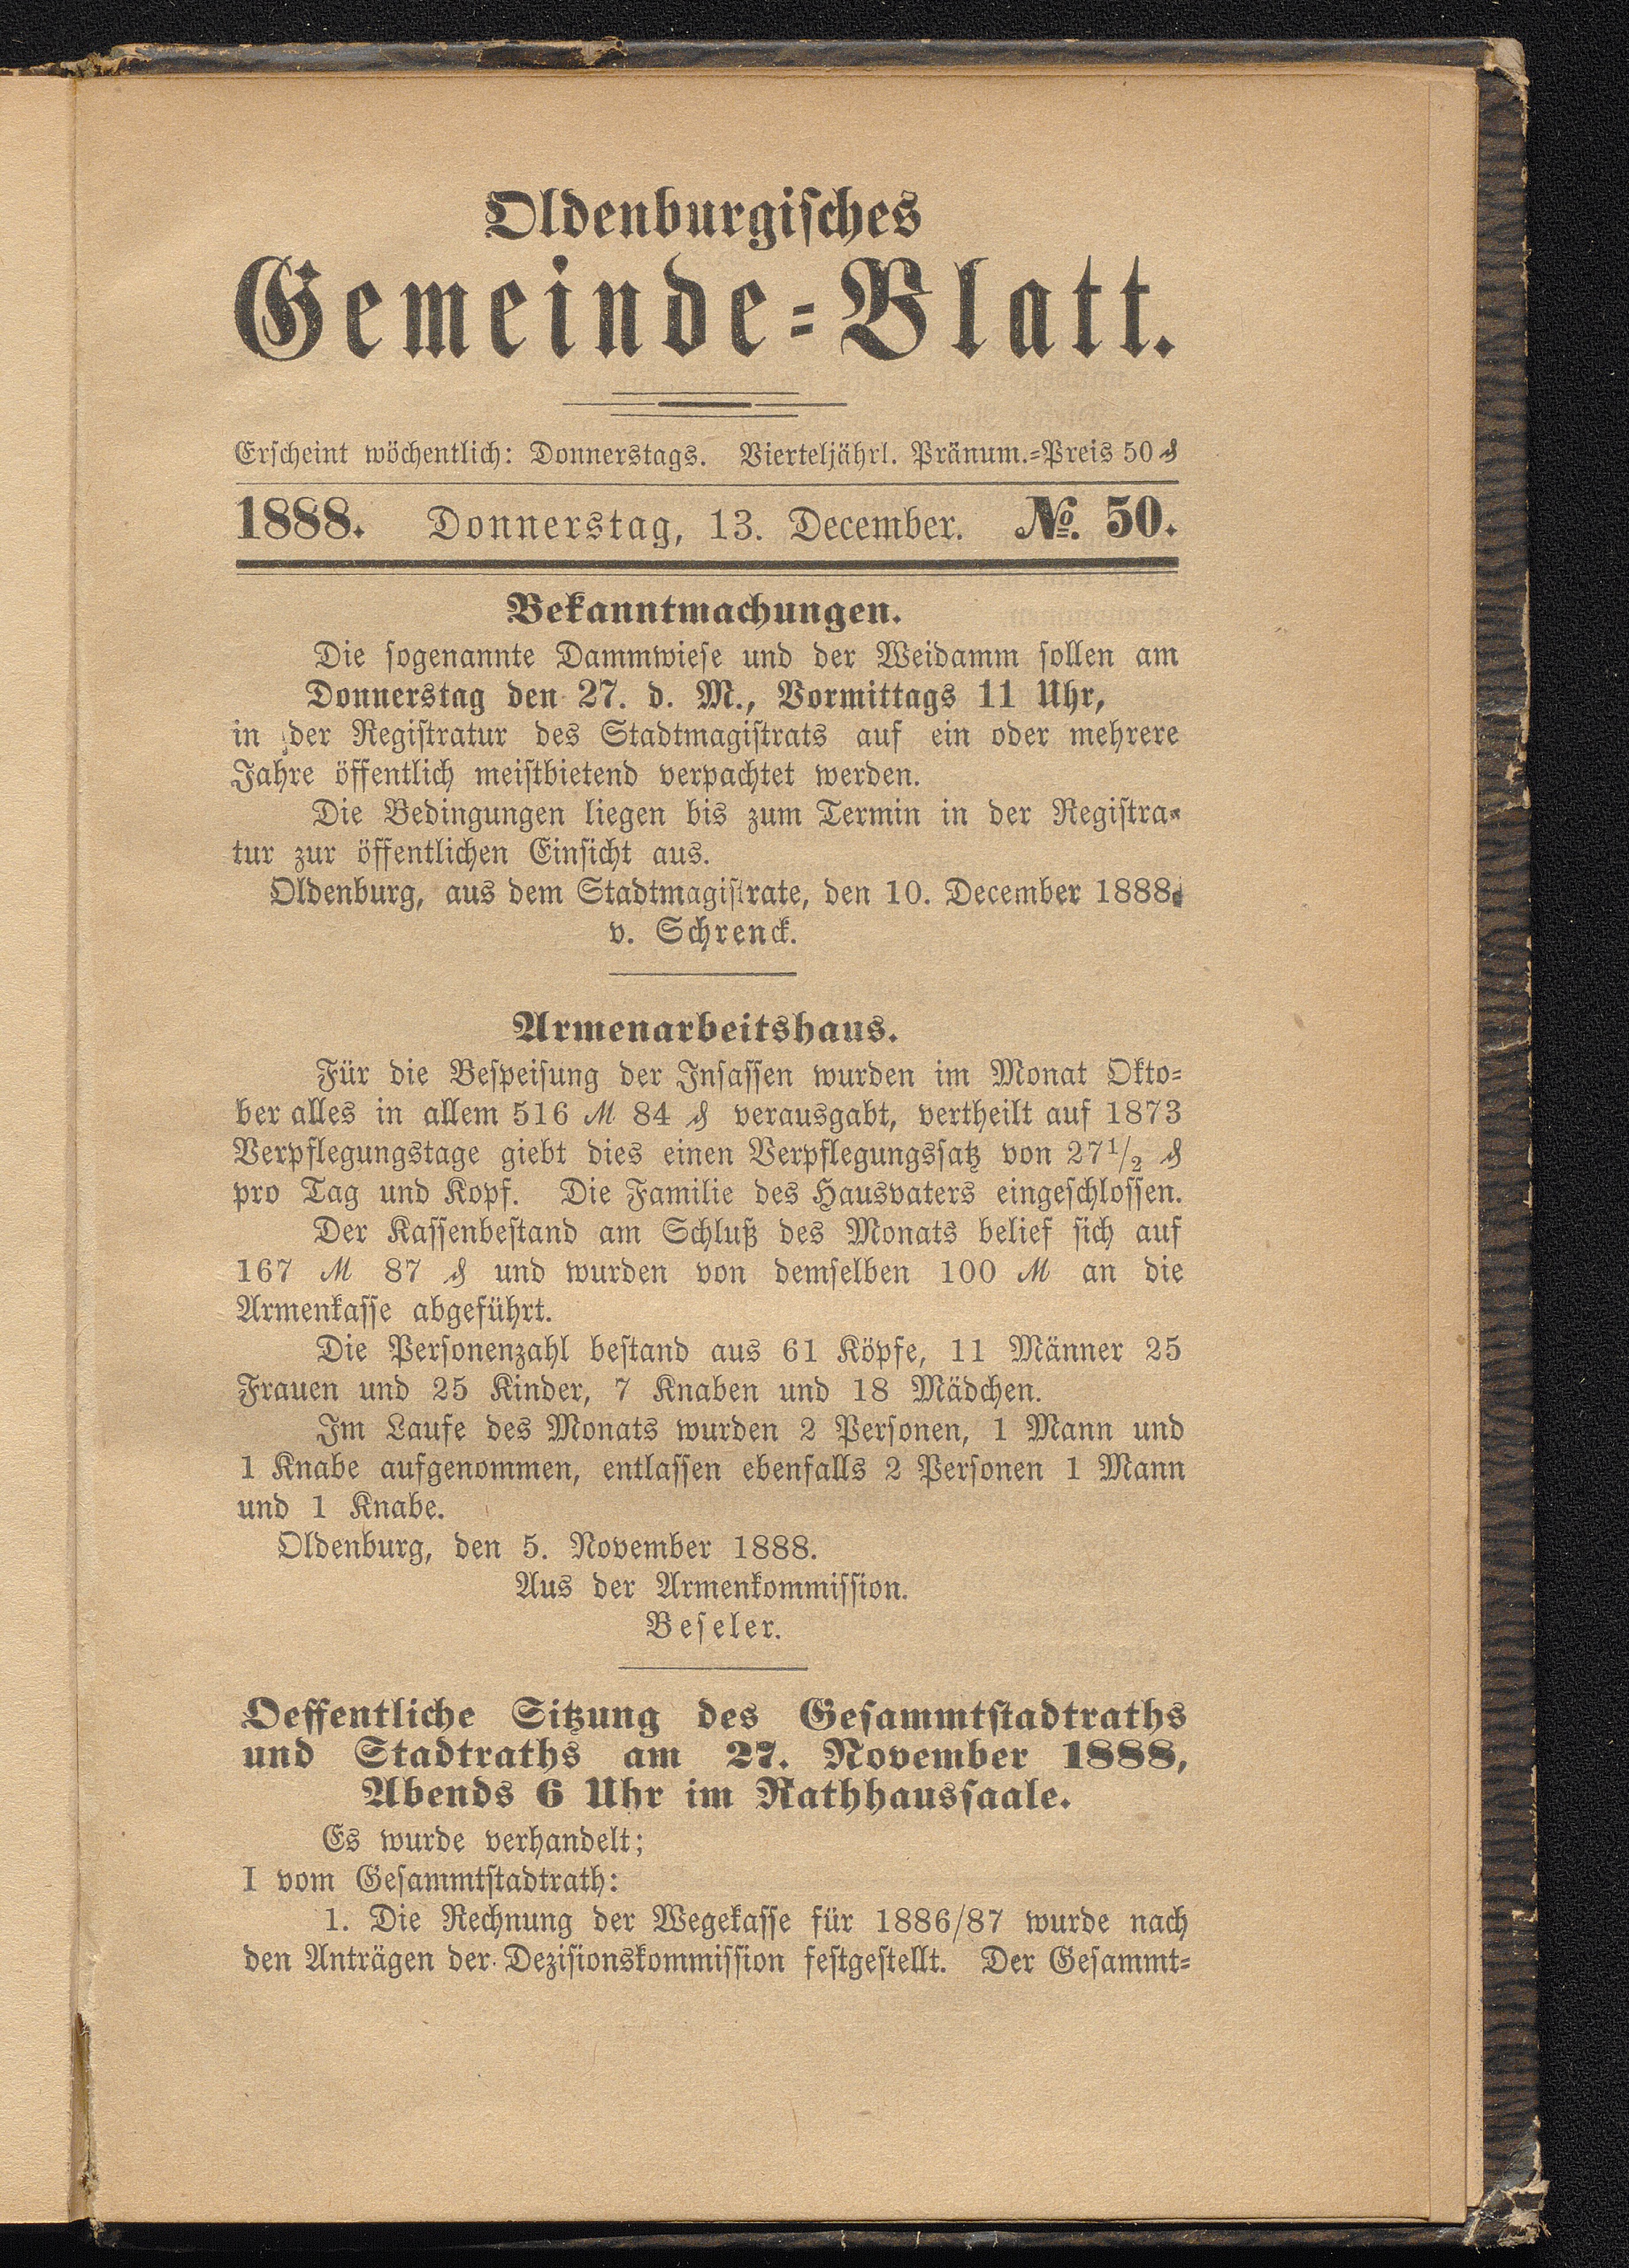 Oldenburgisches
Gemeinde-Blatt.
Erscheint wöchentlich: Donnerstags. Vierteljährl. Pränum.-Preis 50 ₰
1888. Donnerstag, 13. December. №. 50.
Bekanntmachungen.
Die sogenannte Dammwiese und der Weidamm sollen am
Donnerstag den 27. d. M., Vormittags 11 Uhr,
in der Registratur des Stadtmagistrats auf ein oder mehrere
Jahre öffentlich meistbietend verpachtet werden.
Die Bedingungen liegen bis zum Termin in der Registra-
tur zur öffentlichen Einsicht aus.
Oldenburg, aus dem Stadtmagistrate, den 10. December 1888.
v. Schrenck.
Armenarbeitshaus.
Für die Bespeisung der Insassen wurden im Monat Okto-
ber alles in allem 516 ℳ 84 ₰ verausgabt, vertheilt auf 1873
Verpflegungstage giebt dies einen Verpflegungssatz von 27¹/₂ ₰
pro Tag und Kopf. Die Familie des Hausvaters eingeschlossen.
Der Kassenbestand am Schluß des Monats belief sich auf
167 ℳ 87 ₰ und wurden von demselben 100 ℳ an die
Armenkasse abgeführt.
Die Personenzahl bestand aus 61 Köpfe, 11 Männer 25
Frauen und 25 Kinder, 7 Knaben und 18 Mädchen.
Im Laufe des Monats wurden 2 Personen, 1 Mann und
1 Knabe aufgenommen, entlassen ebenfalls 2 Personen 1 Mann
und 1 Knabe.
Oldenburg, den 5. November 1888.
Aus der Armenkommission.
Beseler.
Oeffentliche Sitzung des Gesammtstadtraths
und Stadtraths am 27. November 1888,
Abends 6 Uhr im Rathhaussaale.
Es wurde verhandelt;
I vom Gesammtstadtrath:
1. Die Rechnung der Wegekasse für 1886/87 wurde nach
den Anträgen der Dezisionskommission festgestellt. Der Gesammt-